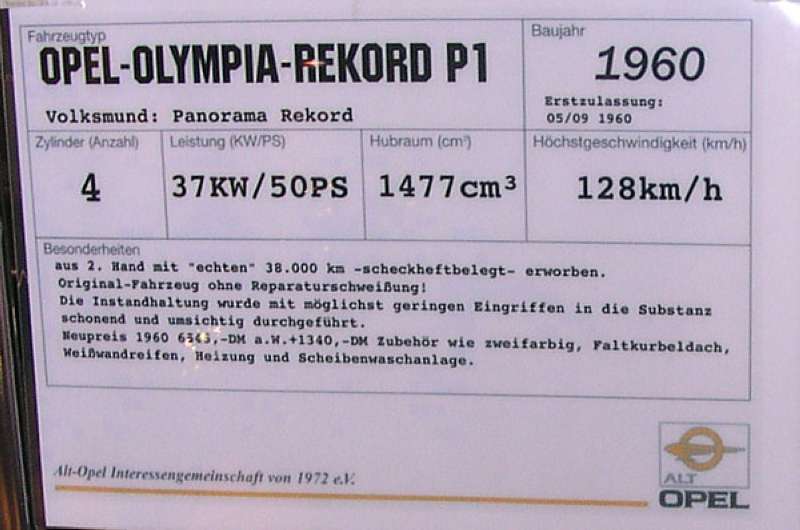 Fahrzeugtyp
OPEL-OLYMPIA-REKORD P1
Volksmund: Panorama Rekord
Baujahr
1960
Erstzulassung:
05/09 1960
Zylinder (Anzahl)
4
Leistung (KW/PS)
37KW/50PS
Hubraum (cm³)
1477cm³
Höchstgeschwindigkeit (km/h)
128km/h
Besonderheiten
aus 2. Hand mit "echten" 38.000 km -scheckheftbelegt- erworben.
Original-Fahrzeug ohne Reparaturschweißung!
Die Instandhaltung wurde mit möglichst geringen Eingriffen in die Substanz
schonend und umsichtig durchgeführt.
Neupreis 1960 ,-DM a.W.+1340,-DM Zubehör wie zweifarbig, Faltkurbeldach,
Weißwandreifen, Heizung und Scheibenwaschanlage.
Alt-Opel Interessengemeinschaft von 1972 e.V.
ALT
OPEL